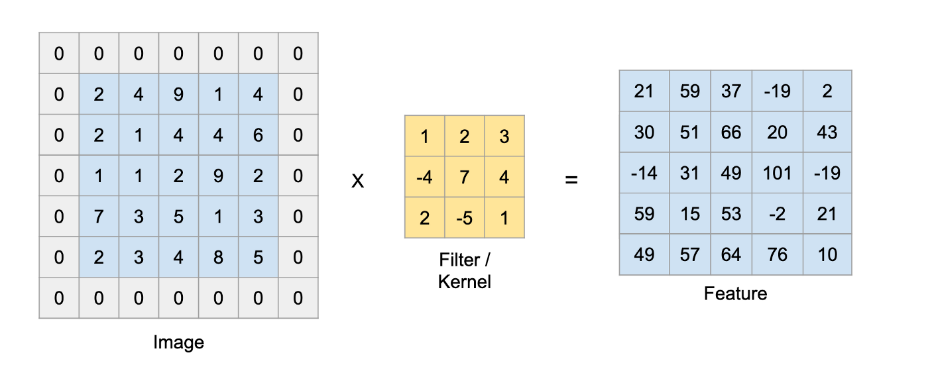 0 0 0 0 0 0 0
0 2 4 9 1 4 0
0 2 1 4 4 6 0
0 1 1 2 9 2 0
0 7 3 5 1 3 0
0 2 3 4 8 5 0
0 0 0 0 0 0 0
Image
x
1 2 3
-4 7 4
2 -5 1
Filter /
Kernel
=
21 59 37 -19 2
30 51 66 20 43
-14 31 49 101 -19
59 15 53 -2 21
49 57 64 76 10
Feature